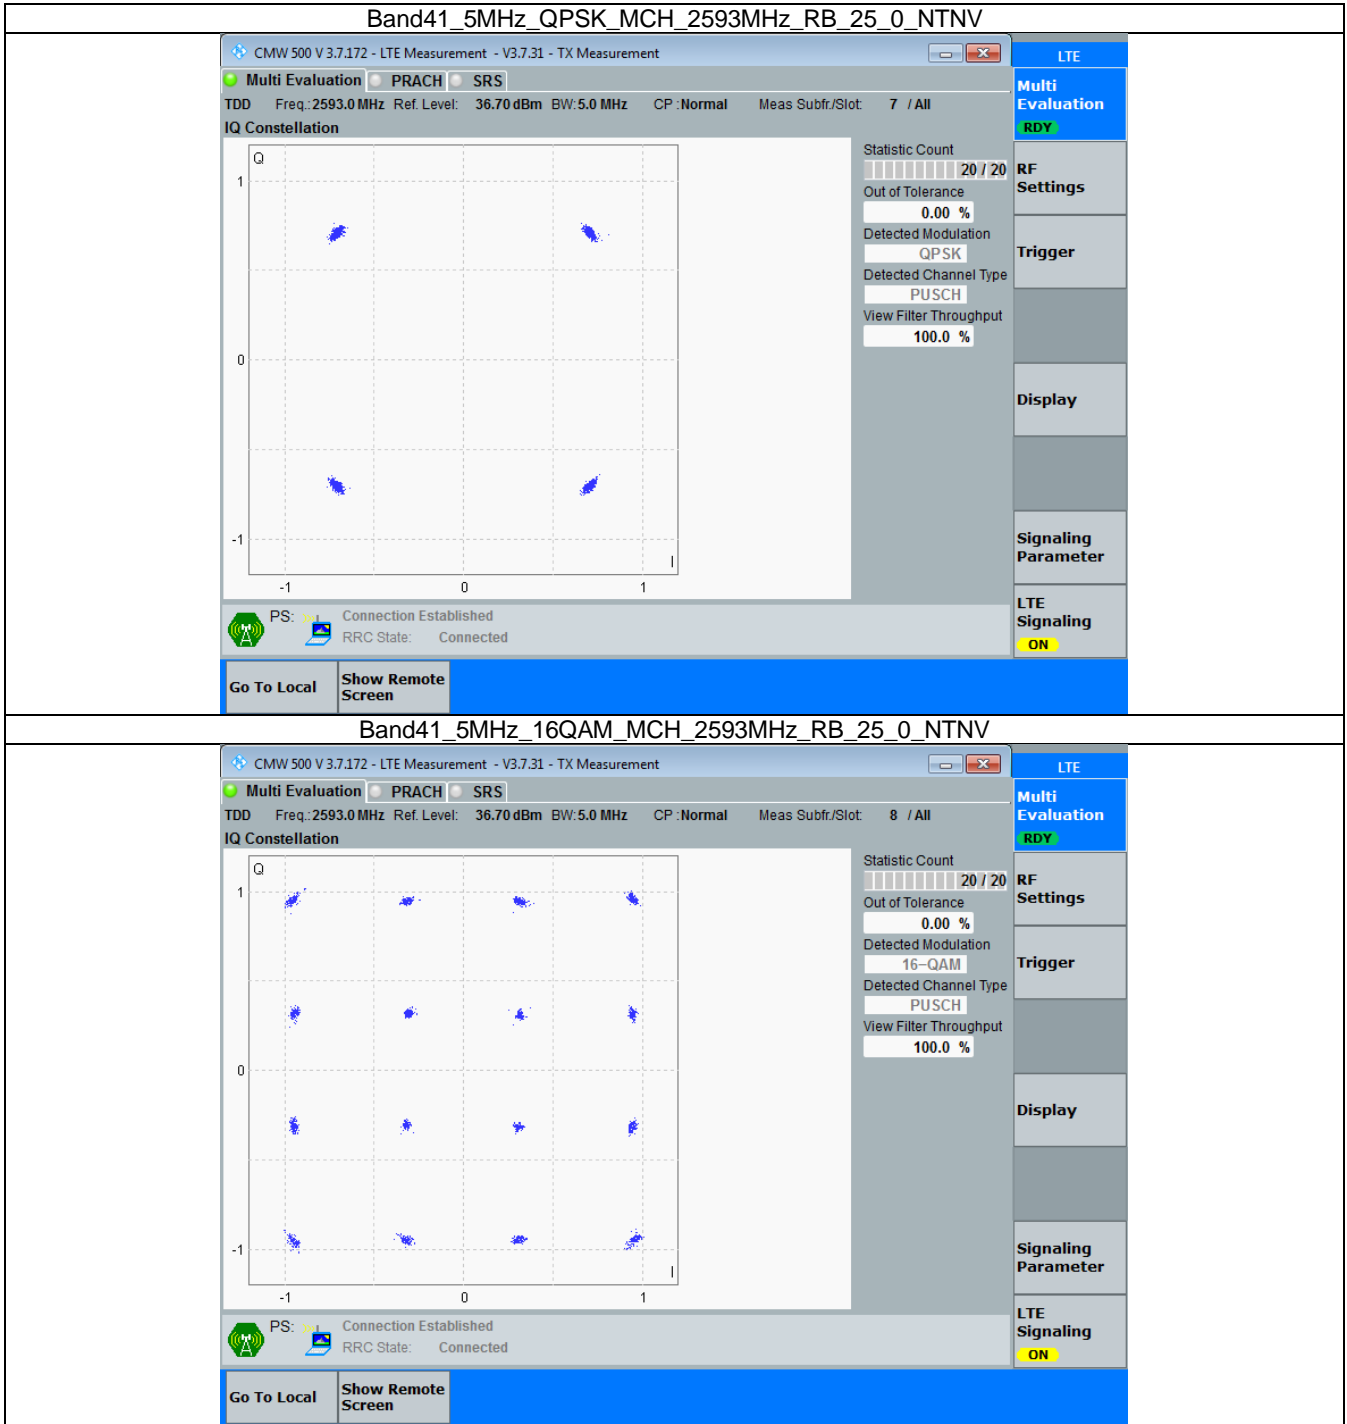 Band41_5MHz_QPSK_MCH_2593MHz_RB_25_0_NTNV
CMW 500 V 3.7.172 - LTE Measurement - V3.7.31 - TX Measurement
LTE
Multi Evaluation PRACH SRS
Multi Evaluation
RDY
TDD Freq.: 2593.0 MHz Ref. Level: 36.70 dBm BW: 5.0 MHz CP : Normal Meas Subfr./Slot: 7 / All
IQ Constellation
Q
1
0
-1
I
-1 0 1
Statistic Count
20 / 20
Out of Tolerance
0.00 %
Detected Modulation
QPSK
Detected Channel Type
PUSCH
View Filter Throughput
100.0 %
RF Settings
Trigger
Display
Signaling Parameter
LTE Signaling
ON
PS: Connection Established
RRC State: Connected
Go To Local
Show Remote Screen
Band41_5MHz_16QAM_MCH_2593MHz_RB_25_0_NTNV
CMW 500 V 3.7.172 - LTE Measurement - V3.7.31 - TX Measurement
LTE
Multi Evaluation PRACH SRS
Multi Evaluation
RDY
TDD Freq.: 2593.0 MHz Ref. Level: 36.70 dBm BW: 5.0 MHz CP : Normal Meas Subfr./Slot: 8 / All
IQ Constellation
Q
1
0
-1
I
-1 0 1
Statistic Count
20 / 20
Out of Tolerance
0.00 %
Detected Modulation
16-QAM
Detected Channel Type
PUSCH
View Filter Throughput
100.0 %
RF Settings
Trigger
Display
Signaling Parameter
LTE Signaling
ON
PS: Connection Established
RRC State: Connected
Go To Local
Show Remote Screen